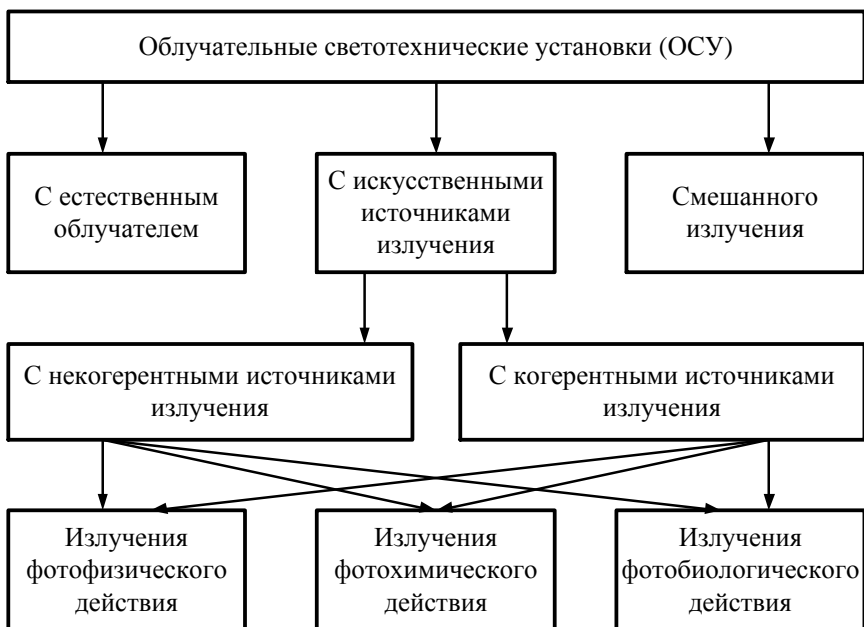 Облучательные светотехнические установки (ОСУ)
С естественным
облучателем
С искусственными
источниками
излучения
Смешанного
излучения
С некогерентными источниками
излучения
С когерентными источниками
излучения
Излучения
фотофизического
действия
Излучения
фотохимического
действия
Излучения
фотобиологического
действия